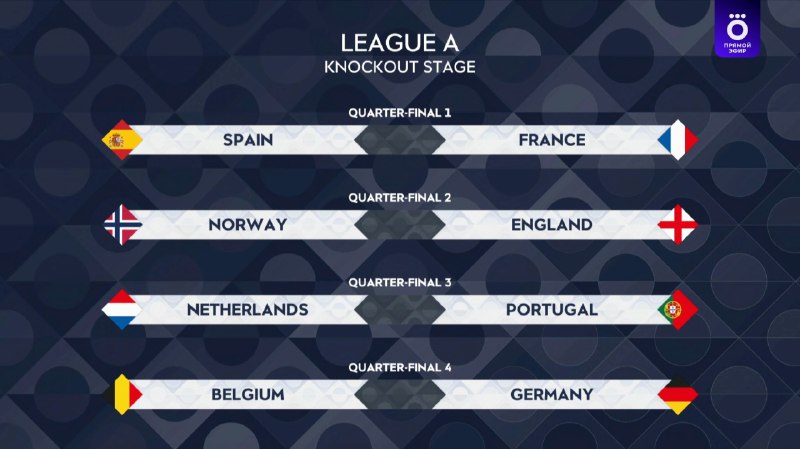 LEAGUE A
KNOCKOUT STAGE
Ӧ
ПРЯМОЙ
ЭФИР
QUARTER-FINAL 1
SPAIN FRANCE
QUARTER-FINAL 2
NORWAY ENGLAND
QUARTER-FINAL 3
NETHERLANDS PORTUGAL
QUARTER-FINAL 4
BELGIUM GERMANY